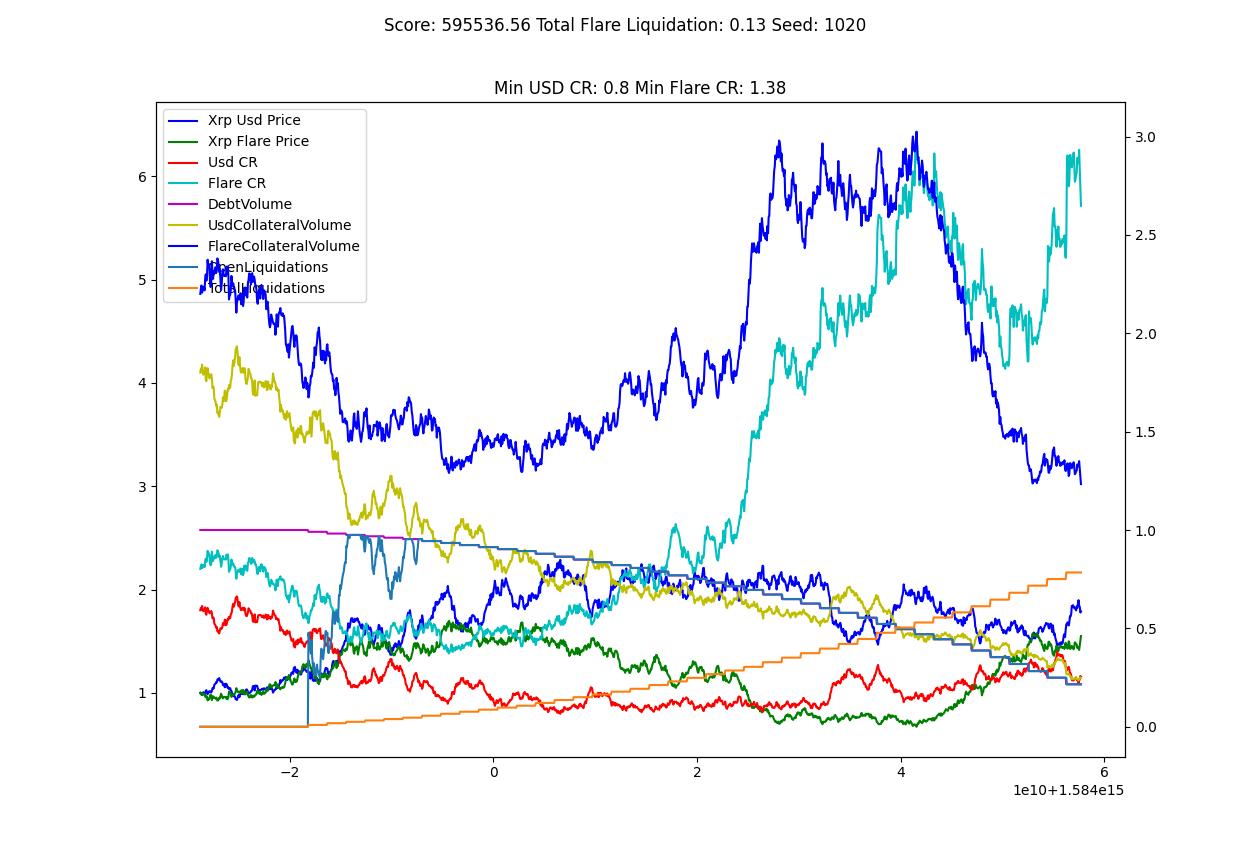 Score: 595536.56 Total Flare Liquidation: 0.13 Seed: 1020
Min USD CR: 0.8 Min Flare CR: 1.38
Xrp Usd Price
Xrp Flare Price
Usd CR
Flare CR
DebtVolume
UsdCollateralVolume
FlareCollateralVolume
OpenLiquidations
TotalLiquidations
6
5
4
3
2
1
3.0
2.5
2.0
1.5
1.0
0.5
0.0
−2
0
2
4
6
1e10+1.584e15